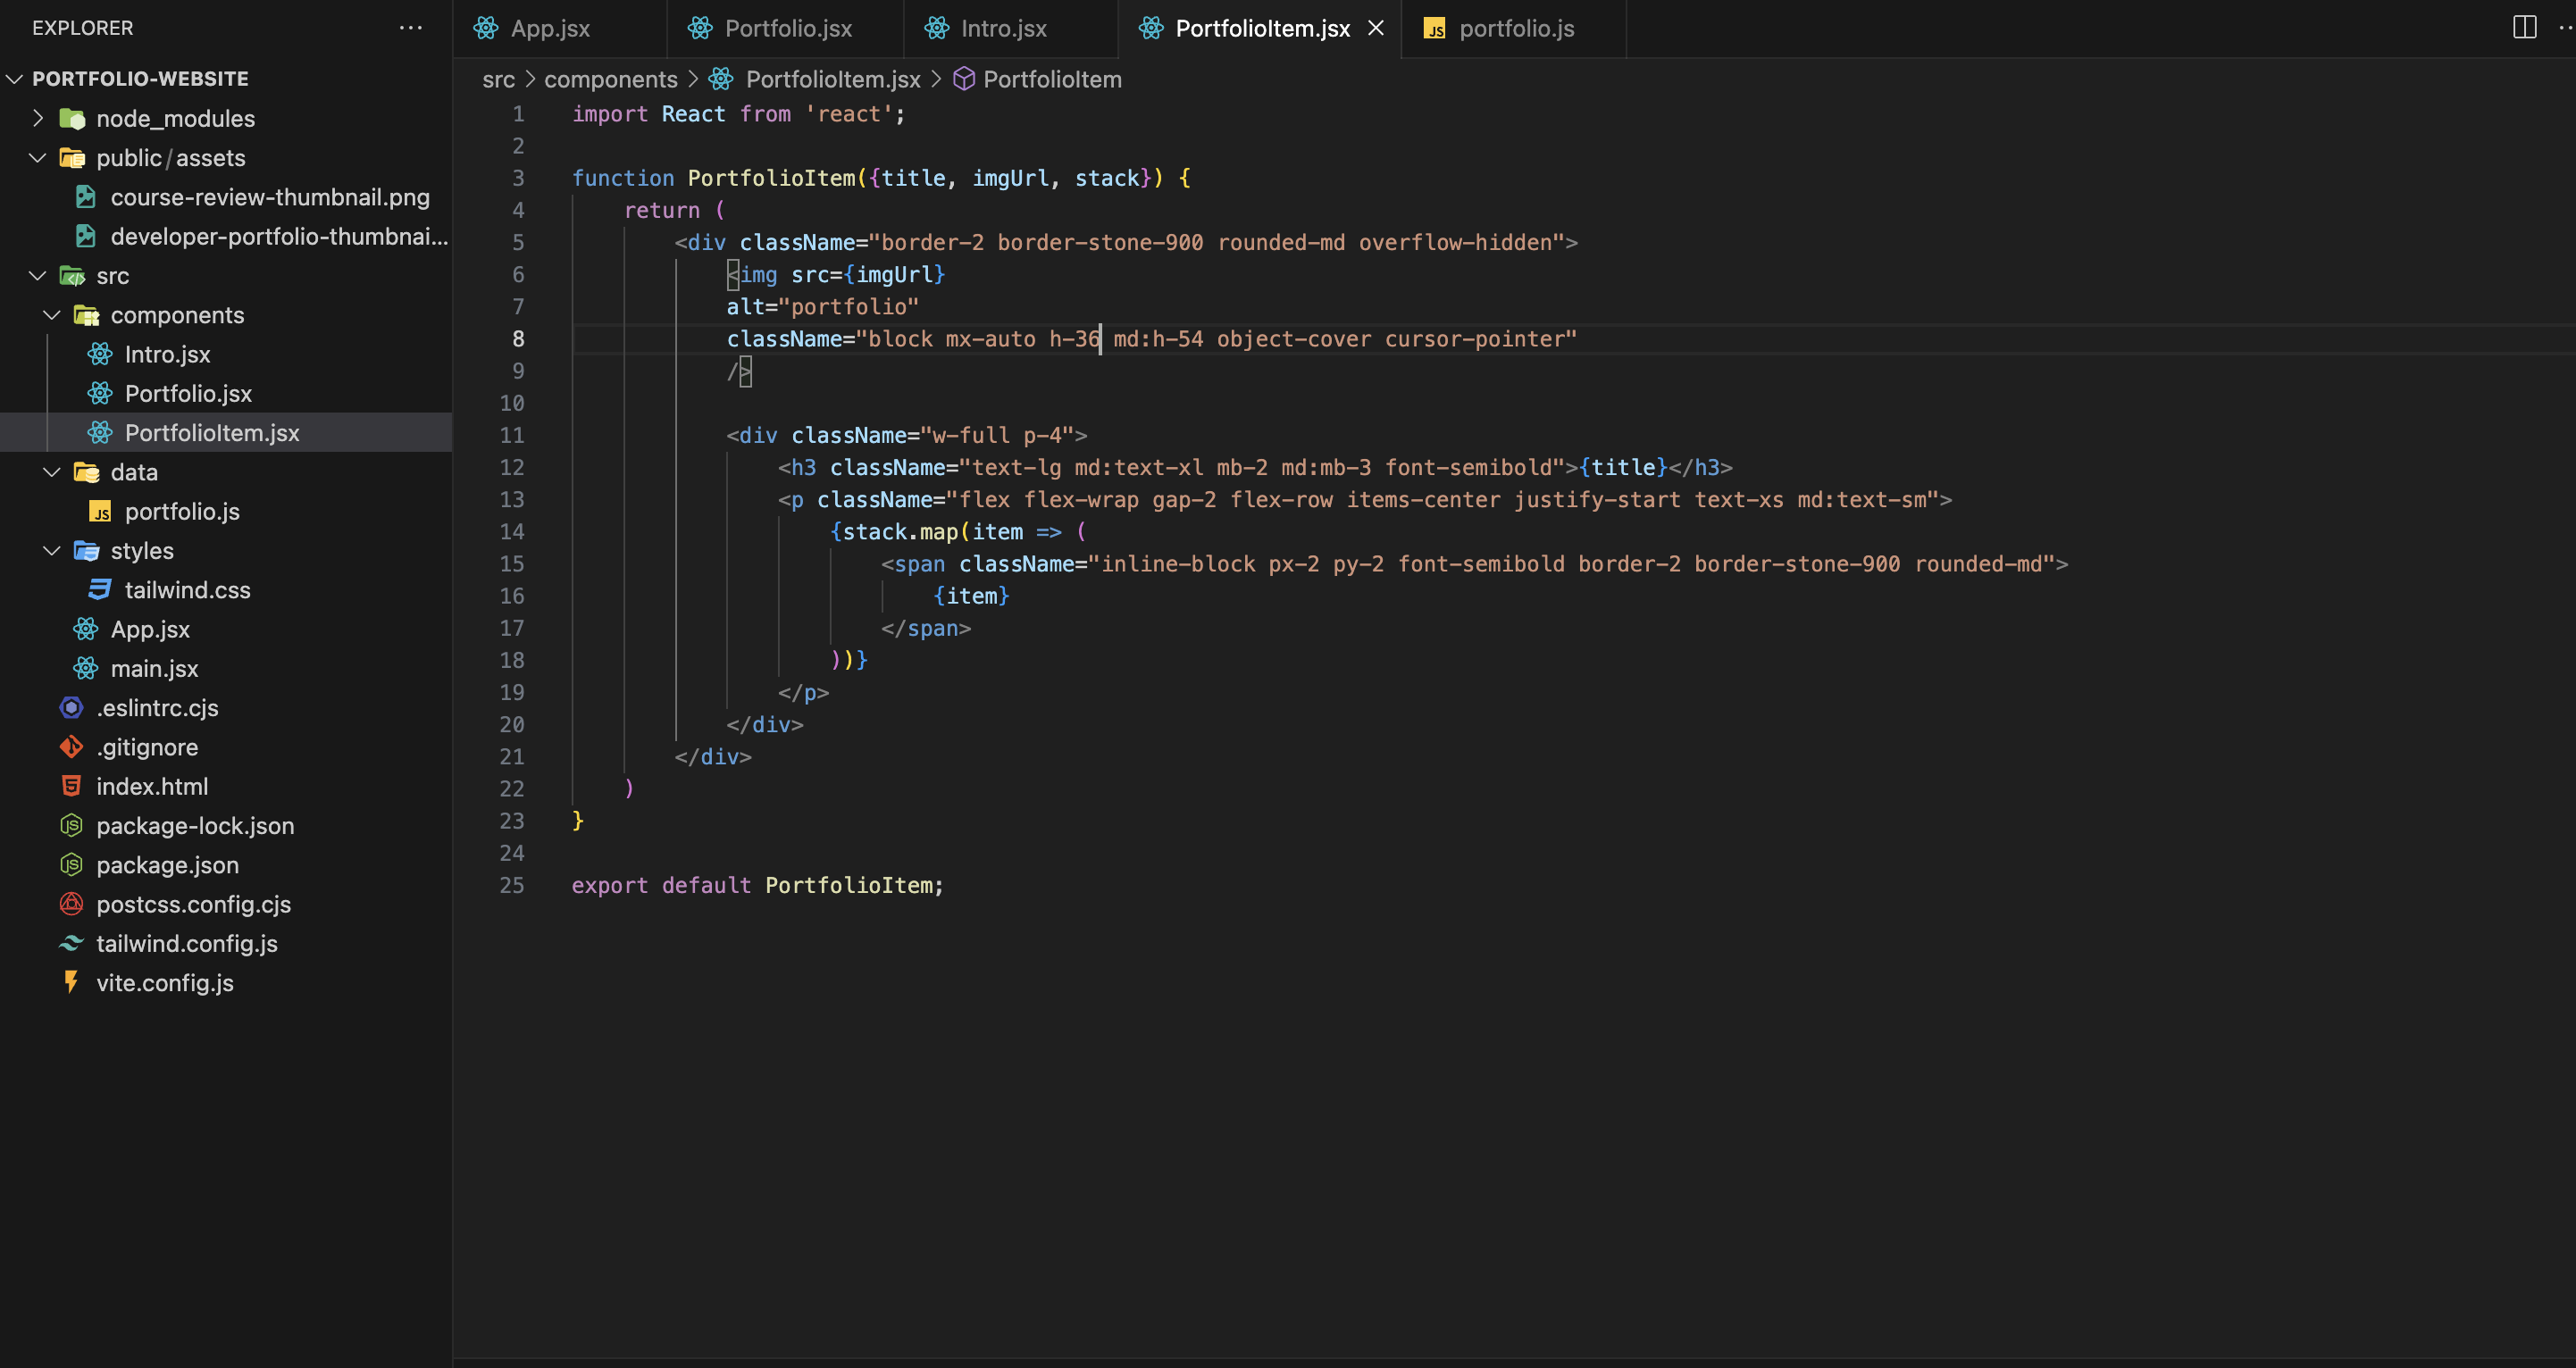 EXPLORER
PORTFOLIO-WEBSITE
node_modules
public/assets
course-review-thumbnail.png
developer-portfolio-thumbnai...
src
components
Intro.jsx
Portfolio.jsx
PortfolioItem.jsx
data
portfolio.js
styles
tailwind.css
App.jsx
main.jsx
.eslintrc.cjs
.gitignore
index.html
package-lock.json
package.json
postcss.config.cjs
tailwind.config.js
vite.config.js
App.jsx Portfolio.jsx Intro.jsx PortfolioItem.jsx JS portfolio.js
src > components > PortfolioItem.jsx > PortfolioItem
1 import React from 'react';
2
3 function PortfolioItem({title, imgUrl, stack}) {
4 return (
5 <div className="border-2 border-stone-900 rounded-md overflow-hidden">
6 <img src={imgUrl}
7 alt="portfolio"
8 className="block mx-auto h-36 md:h-54 object-cover cursor-pointer"
9 />
10
11 <div className="w-full p-4">
12 <h3 className="text-lg md:text-xl mb-2 md:mb-3 font-semibold">{title}</h3>
13 <p className="flex flex-wrap gap-2 flex-row items-center justify-start text-xs md:text-sm">
14 {stack.map(item => (
15 <span className="inline-block px-2 py-2 font-semibold border-2 border-stone-900 rounded-md">
16 {item}
17 </span>
18 ))}
19 </p>
20 </div>
21 </div>
22 )
23 }
24
25 export default PortfolioItem;